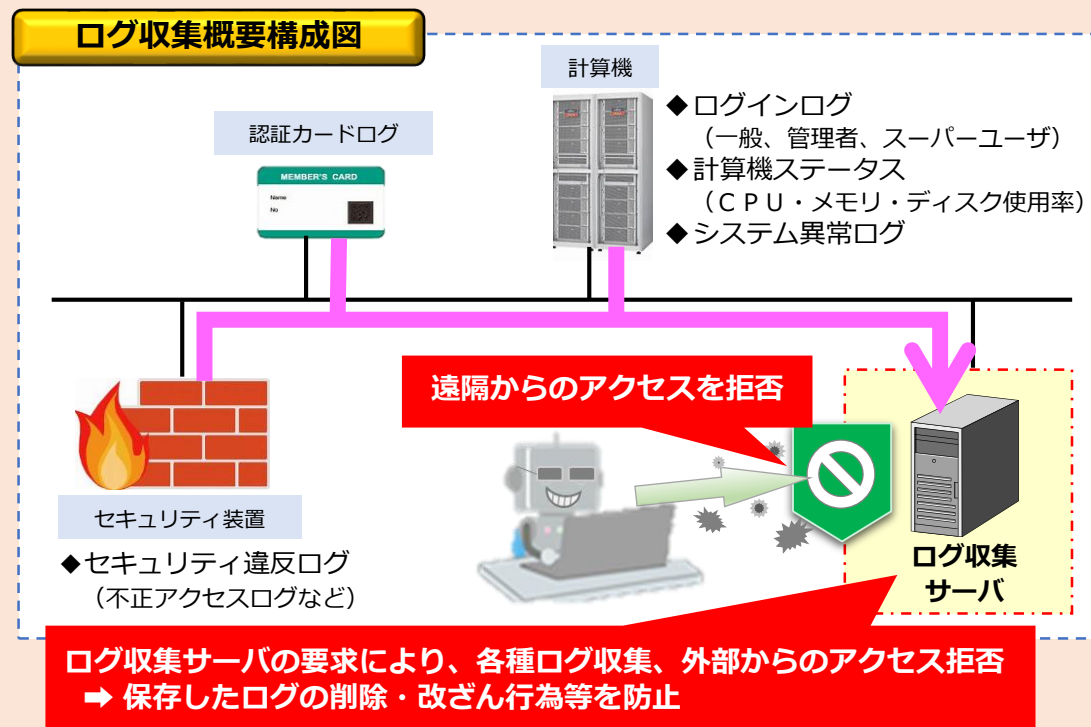 ログ収集概要構成図
計算機
認証カードログ
MEMBER'S CARD
Name
No
◆ログインログ
(一般、管理者、スーパーユーザ)
◆計算機ステータス
(CPU・メモリ・ディスク使用率)
◆システム異常ログ
遠隔からのアクセスを拒否
セキュリティ装置
◆セキュリティ違反ログ
(不正アクセスログなど)
ログ収集
サーバ
ログ収集サーバの要求により、各種ログ収集、外部からのアクセス拒否
➡ 保存したログの削除・改ざん行為等を防止